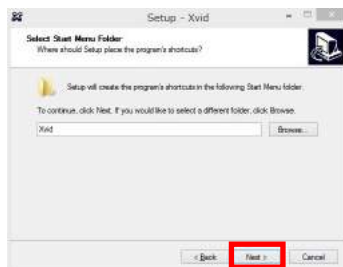 Setup - Xvid
Select Start Menu Folder
Where should Setup place the program's shortcuts?
Setup will create the program's shortcuts in the following Start Menu folder.
To continue, click Next. If you would like to select a different folder, click Browse.
Xvid
Browse...
< Back
Next >
Cancel